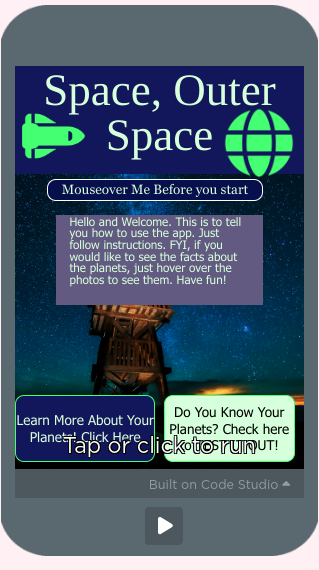 Space, Outer
Space
Mouseover Me Before you start
Hello and Welcome. This is to tell
you how to use the app. Just
follow instructions. FYI, if you
would like to see the facts about
the planets, just hover over the
photos to see them. Have fun!
Learn More About Your
Planets! Click Here
Do You Know Your
Planets? Check here
OUT!
Tap or click to run
Built on Code Studio